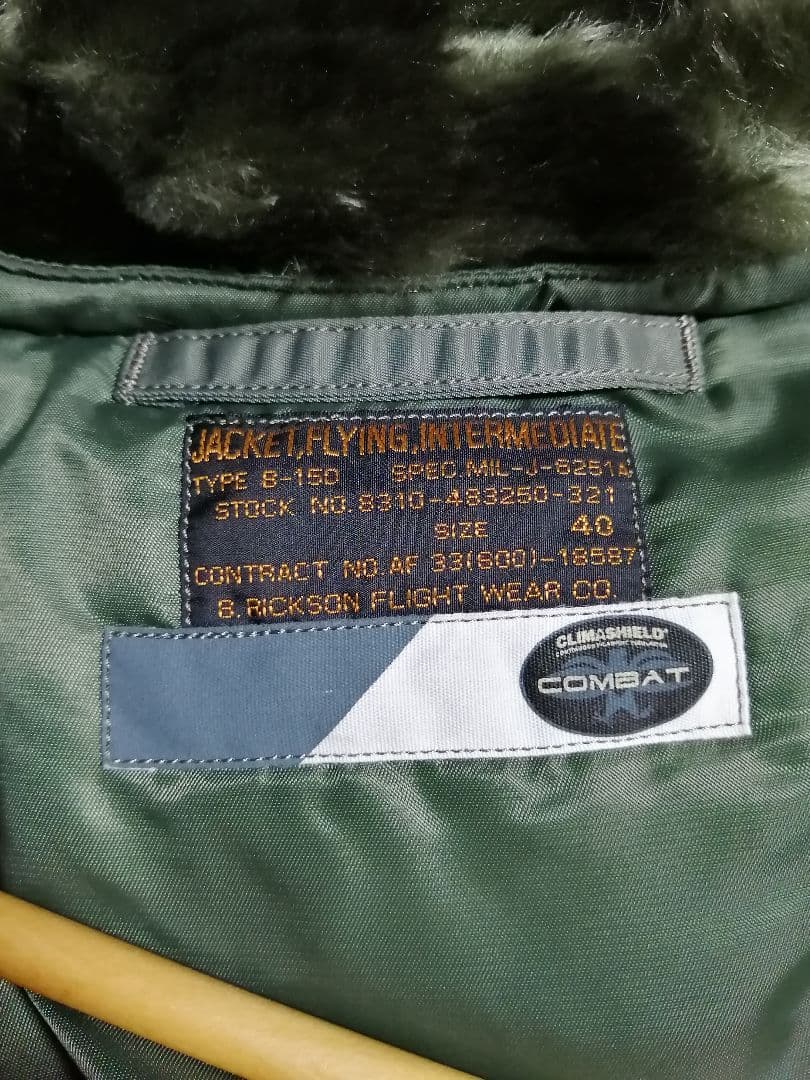 JACKET,FLYING,INTERMEDIATE
TYPE B-15D SPEC.MIL-J-6251A
STOCK NO.8310-483250-321
SIZE 40
CONTRACT NO.AF 33(600)-16587
B.RICKSON FLIGHT WEAR CO.
CLIMASHIELD®
COMBAT